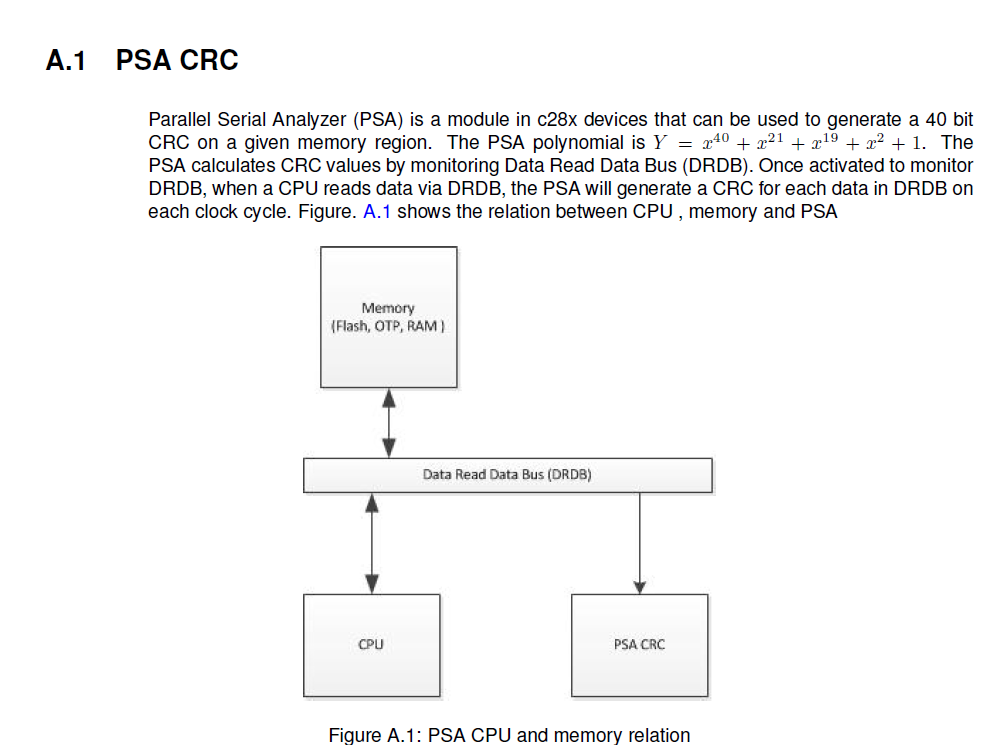 A.1 PSA CRC
Parallel Serial Analyzer (PSA) is a module in c28x devices that can be used to generate a 40 bit
CRC on a given memory region. The PSA polynomial is Y = x^40 + x^21 + x^19 + x^2 + 1. The
PSA calculates CRC values by monitoring Data Read Data Bus (DRDB). Once activated to monitor
DRDB, when a CPU reads data via DRDB, the PSA will generate a CRC for each data in DRDB on
each clock cycle. Figure. A.1 shows the relation between CPU , memory and PSA
Memory
(Flash, OTP, RAM )
Data Read Data Bus (DRDB)
CPU
PSA CRC
Figure A.1: PSA CPU and memory relation